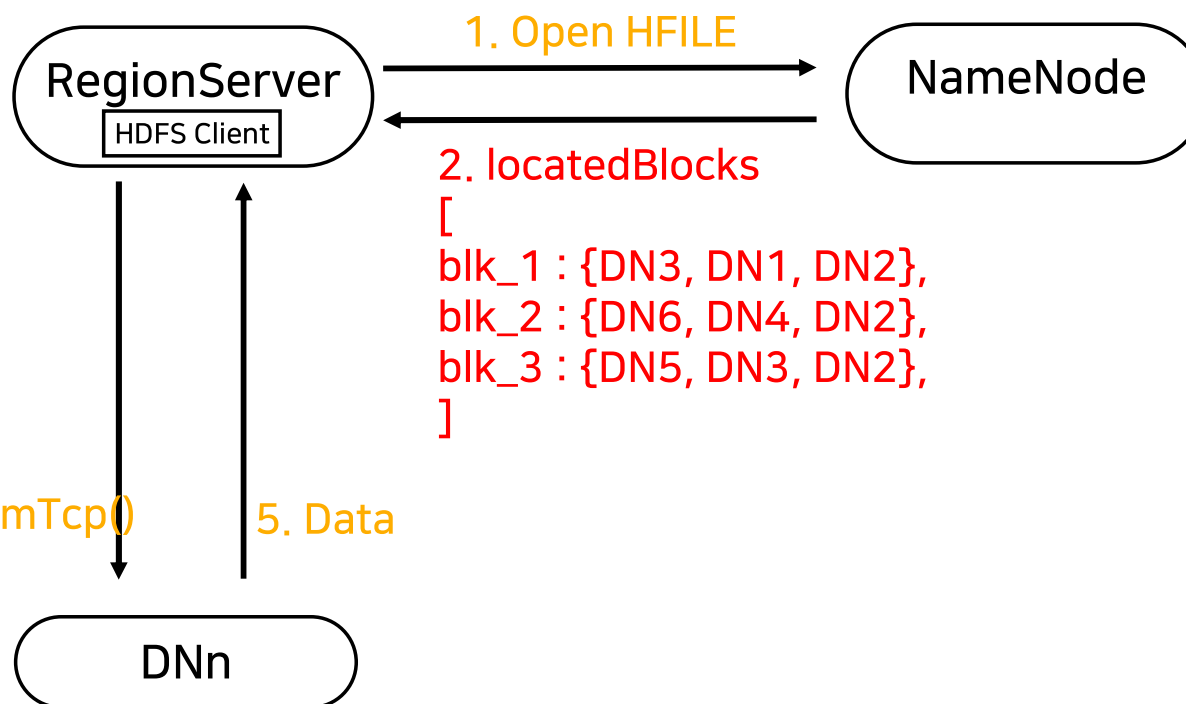 1. Open HFILE
RegionServer
HDFS Client
NameNode
2. locatedBlocks
[
blk_1 : {DN3, DN1, DN2},
blk_2 : {DN6, DN4, DN2},
blk_3 : {DN5, DN3, DN2},
]
mTcp()
5. Data
DNn